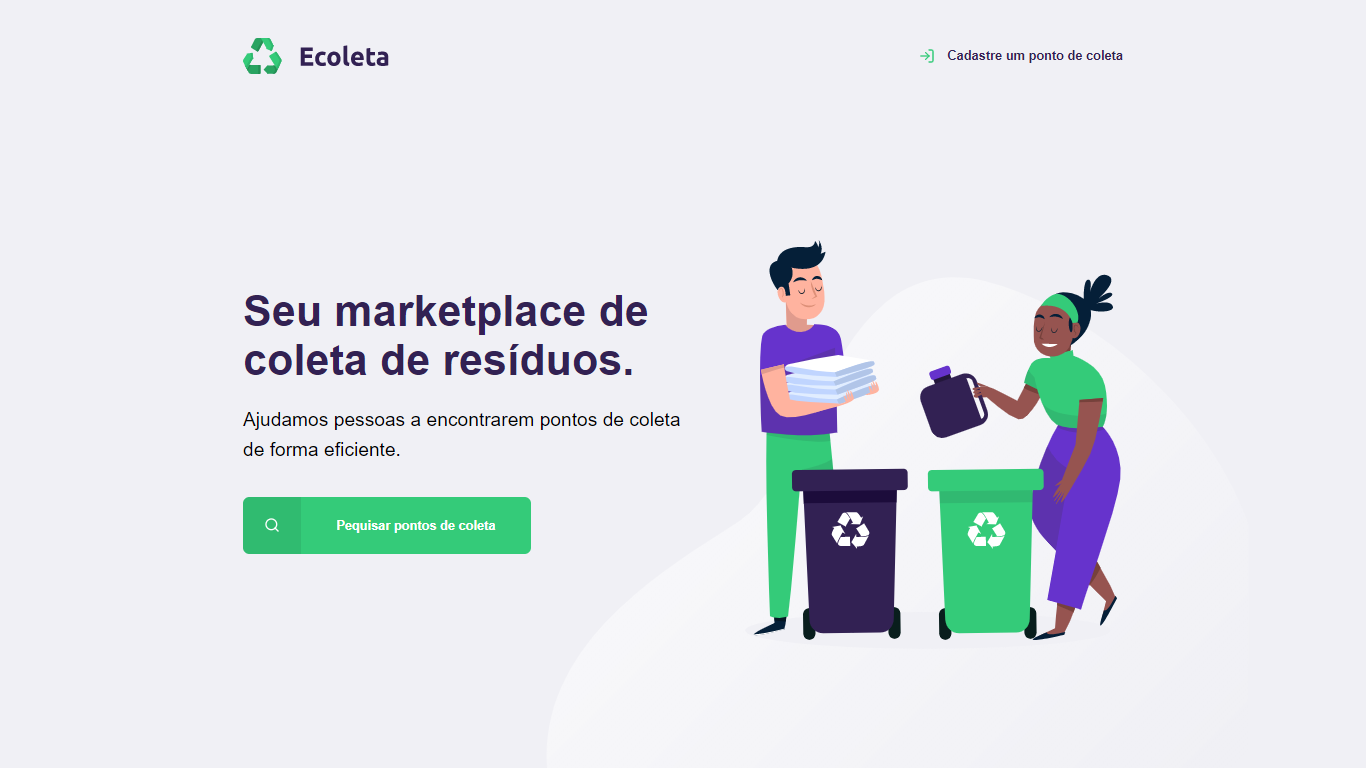 Ecoleta
Cadastre um ponto de coleta
Seu marketplace de
coleta de resíduos.
Ajudamos pessoas a encontrarem pontos de coleta
de forma eficiente.
Pequisar pontos de coleta